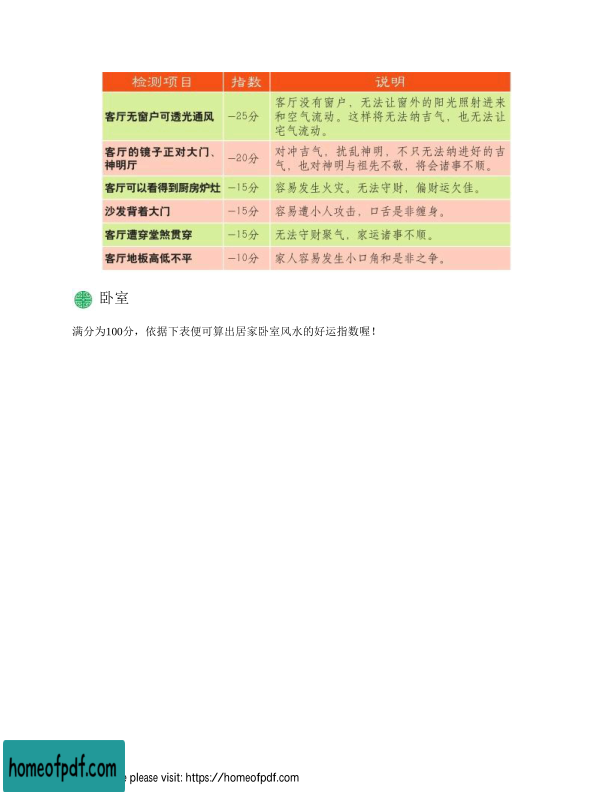 检测项目 指数 说明
客厅无窗户可透光通风 －25分 客厅没有窗户，无法让窗外的阳光照射进来
和空气流动。这样将无法纳吉气，也无法让
宅气流动。
客厅的镜子正对大门、 －20分 对冲吉气，扰乱神明，不只无法纳进好的吉
神明厅 气，也对神明与祖先不敬，将会诸事不顺。
客厅可以看得到厨房炉灶 －15分 容易发生火灾。无法守财，偏财运欠佳。
沙发背着大门 －15分 容易遭小人攻击，口舌是非缠身。
客厅遭穿堂煞贯穿 －15分 无法守财聚气，家运诸事不顺。
客厅地板高低不平 －10分 家人容易发生小口角和是非之争。
卧室
满分为100分，依据下表便可算出居家卧室风水的好运指数喔！
homeofpdf.com
e please visit: https://homeofpdf.com